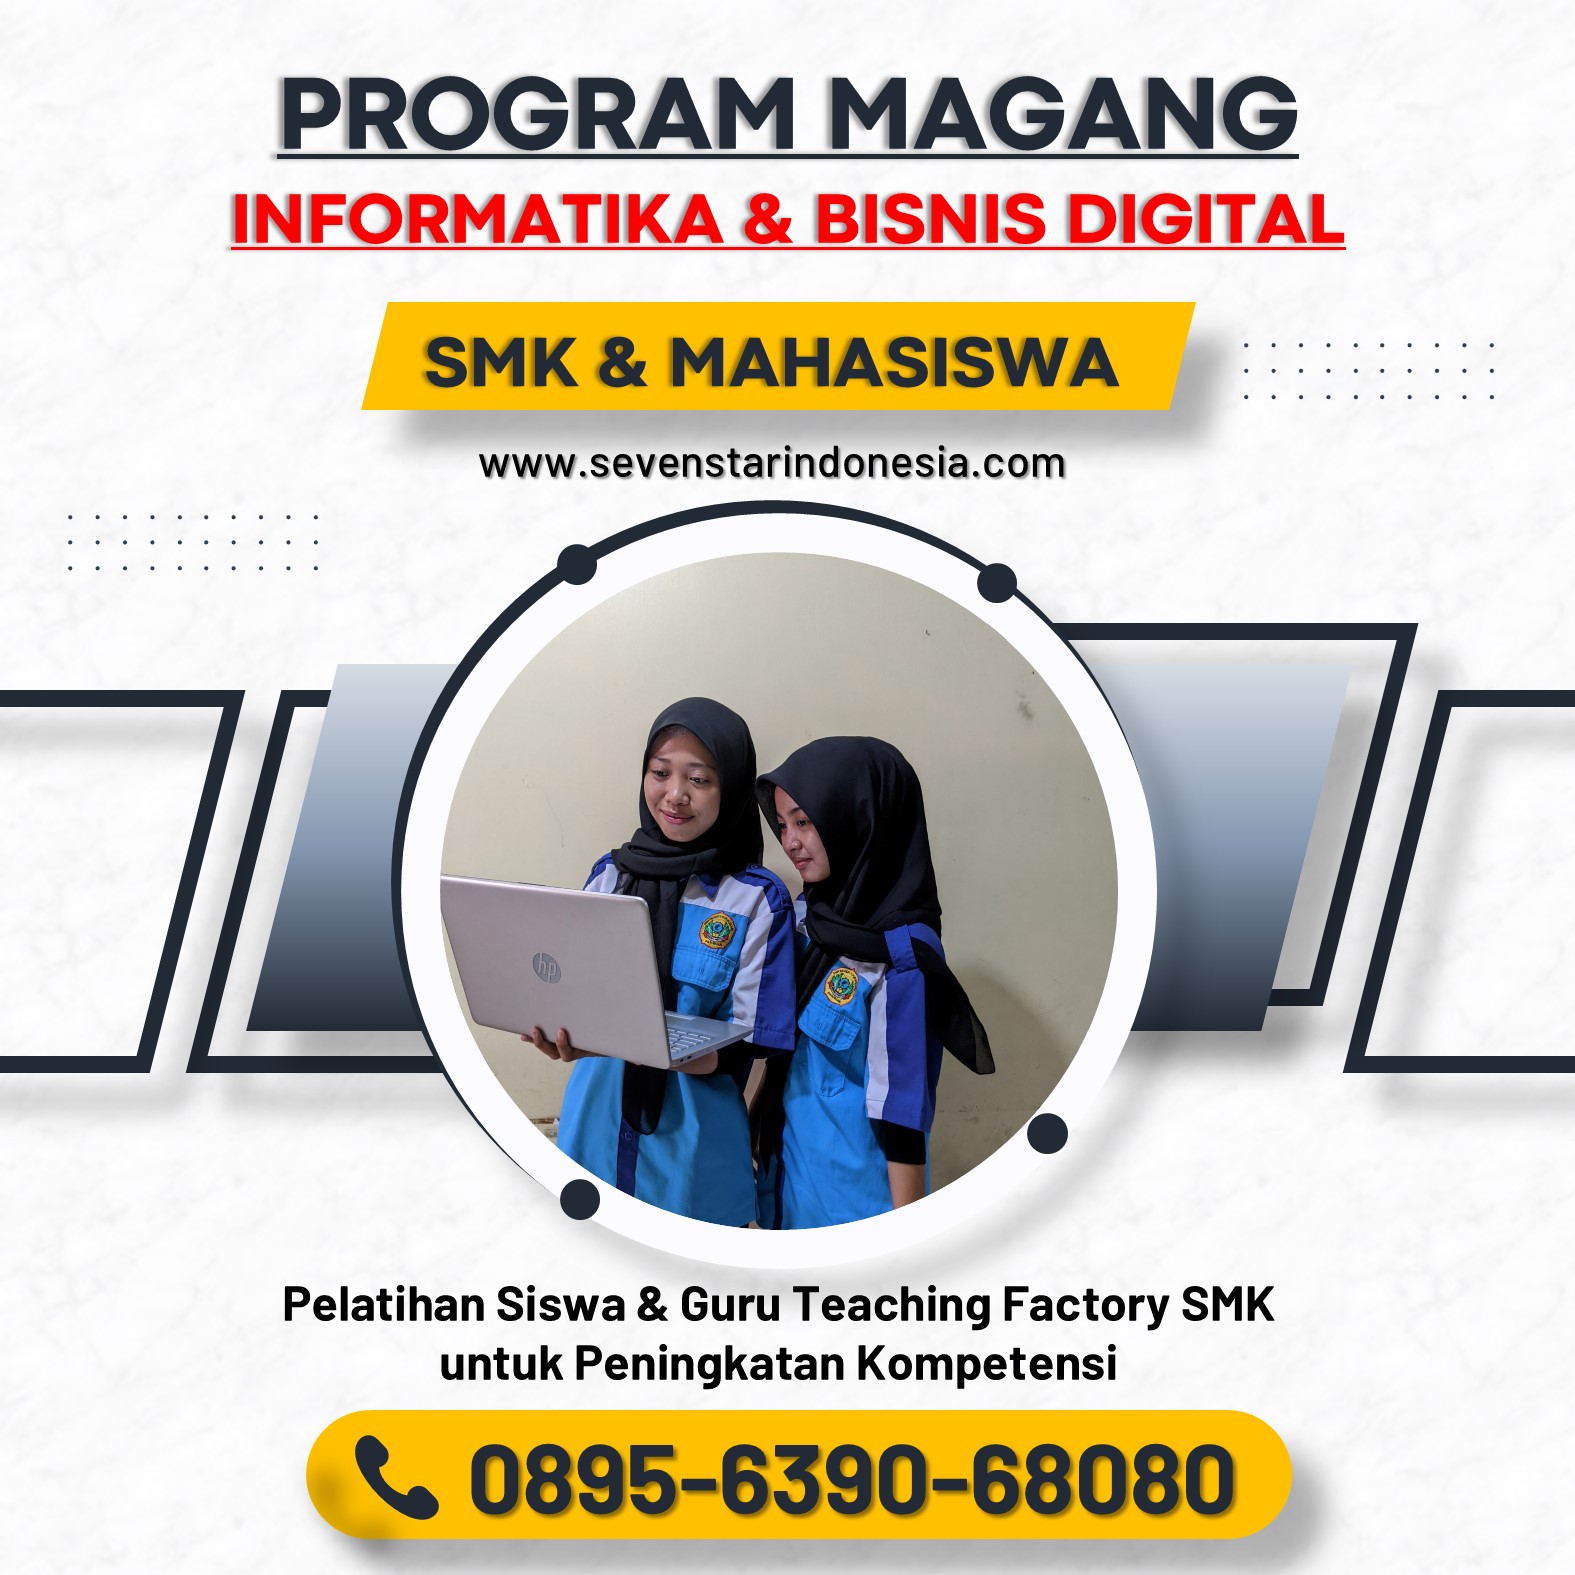 PROGRAM MAGANG
INFORMATIKA & BISNIS DIGITAL
SMK & MAHASISWA
www.sevenstarindonesia.com
hp
Pelatihan Siswa & Guru Teaching Factory SMK
untuk Peningkatan Kompetensi
0895-6390-68080